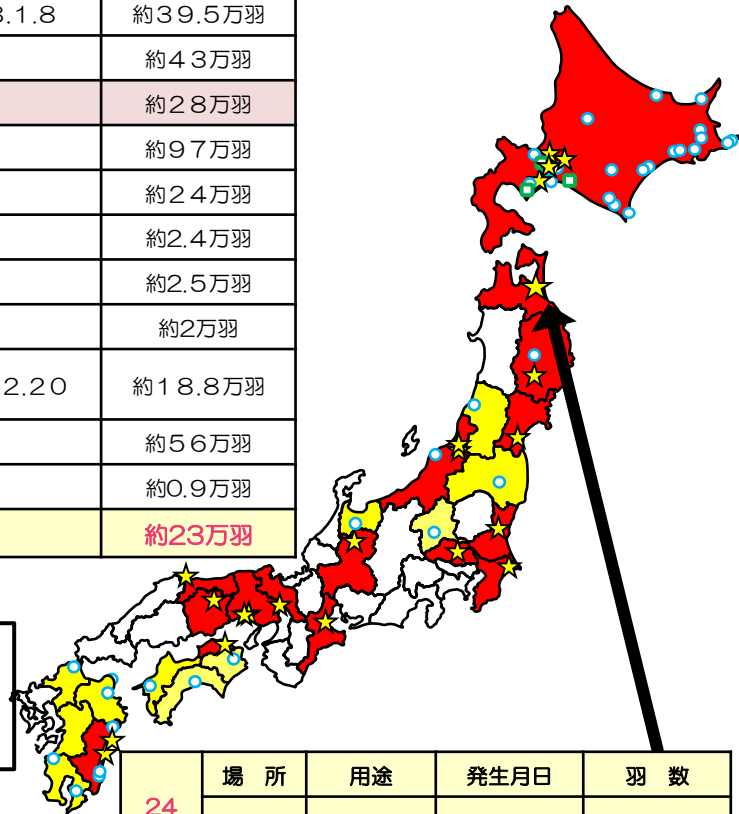 3.1.8 約39.5万羽
約43万羽
約28万羽
約97万羽
約24万羽
約2.4万羽
約2.5万羽
約2万羽
2.20 約18.8万羽
約56万羽
約0.9万羽
約23万羽
24 場 所 用途 発生月日 羽 数